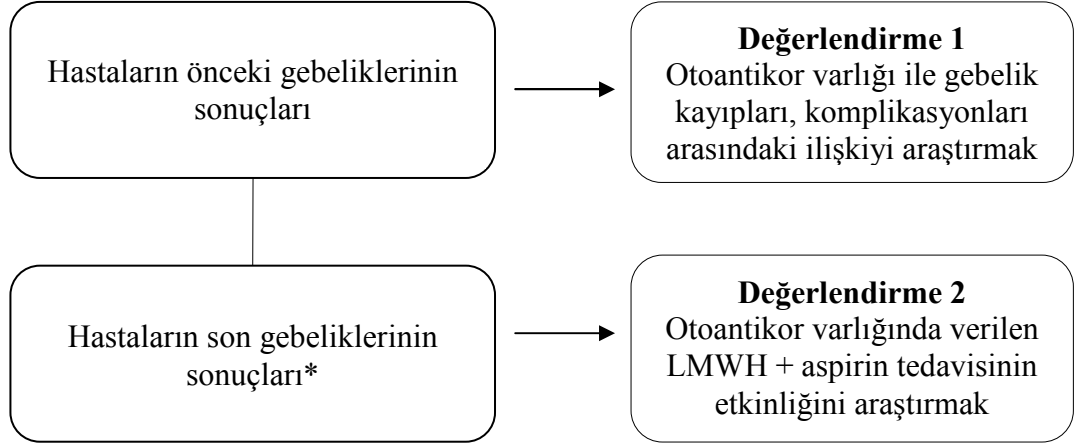 Hastaların önceki gebeliklerinin
sonuçları
Değerlendirme 1
Otoantikor varlığı ile gebelik
kayıpları, komplikasyonları
arasındaki ilişkiyi araştırmak
Hastaların son gebeliklerinin
sonuçları*
Değerlendirme 2
Otoantikor varlığında verilen
LMWH + aspirin tedavisinin
etkinliğini araştırmak